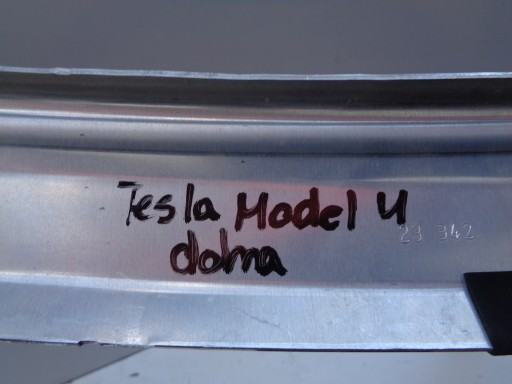 Tesla Model Y
23 342
dolna